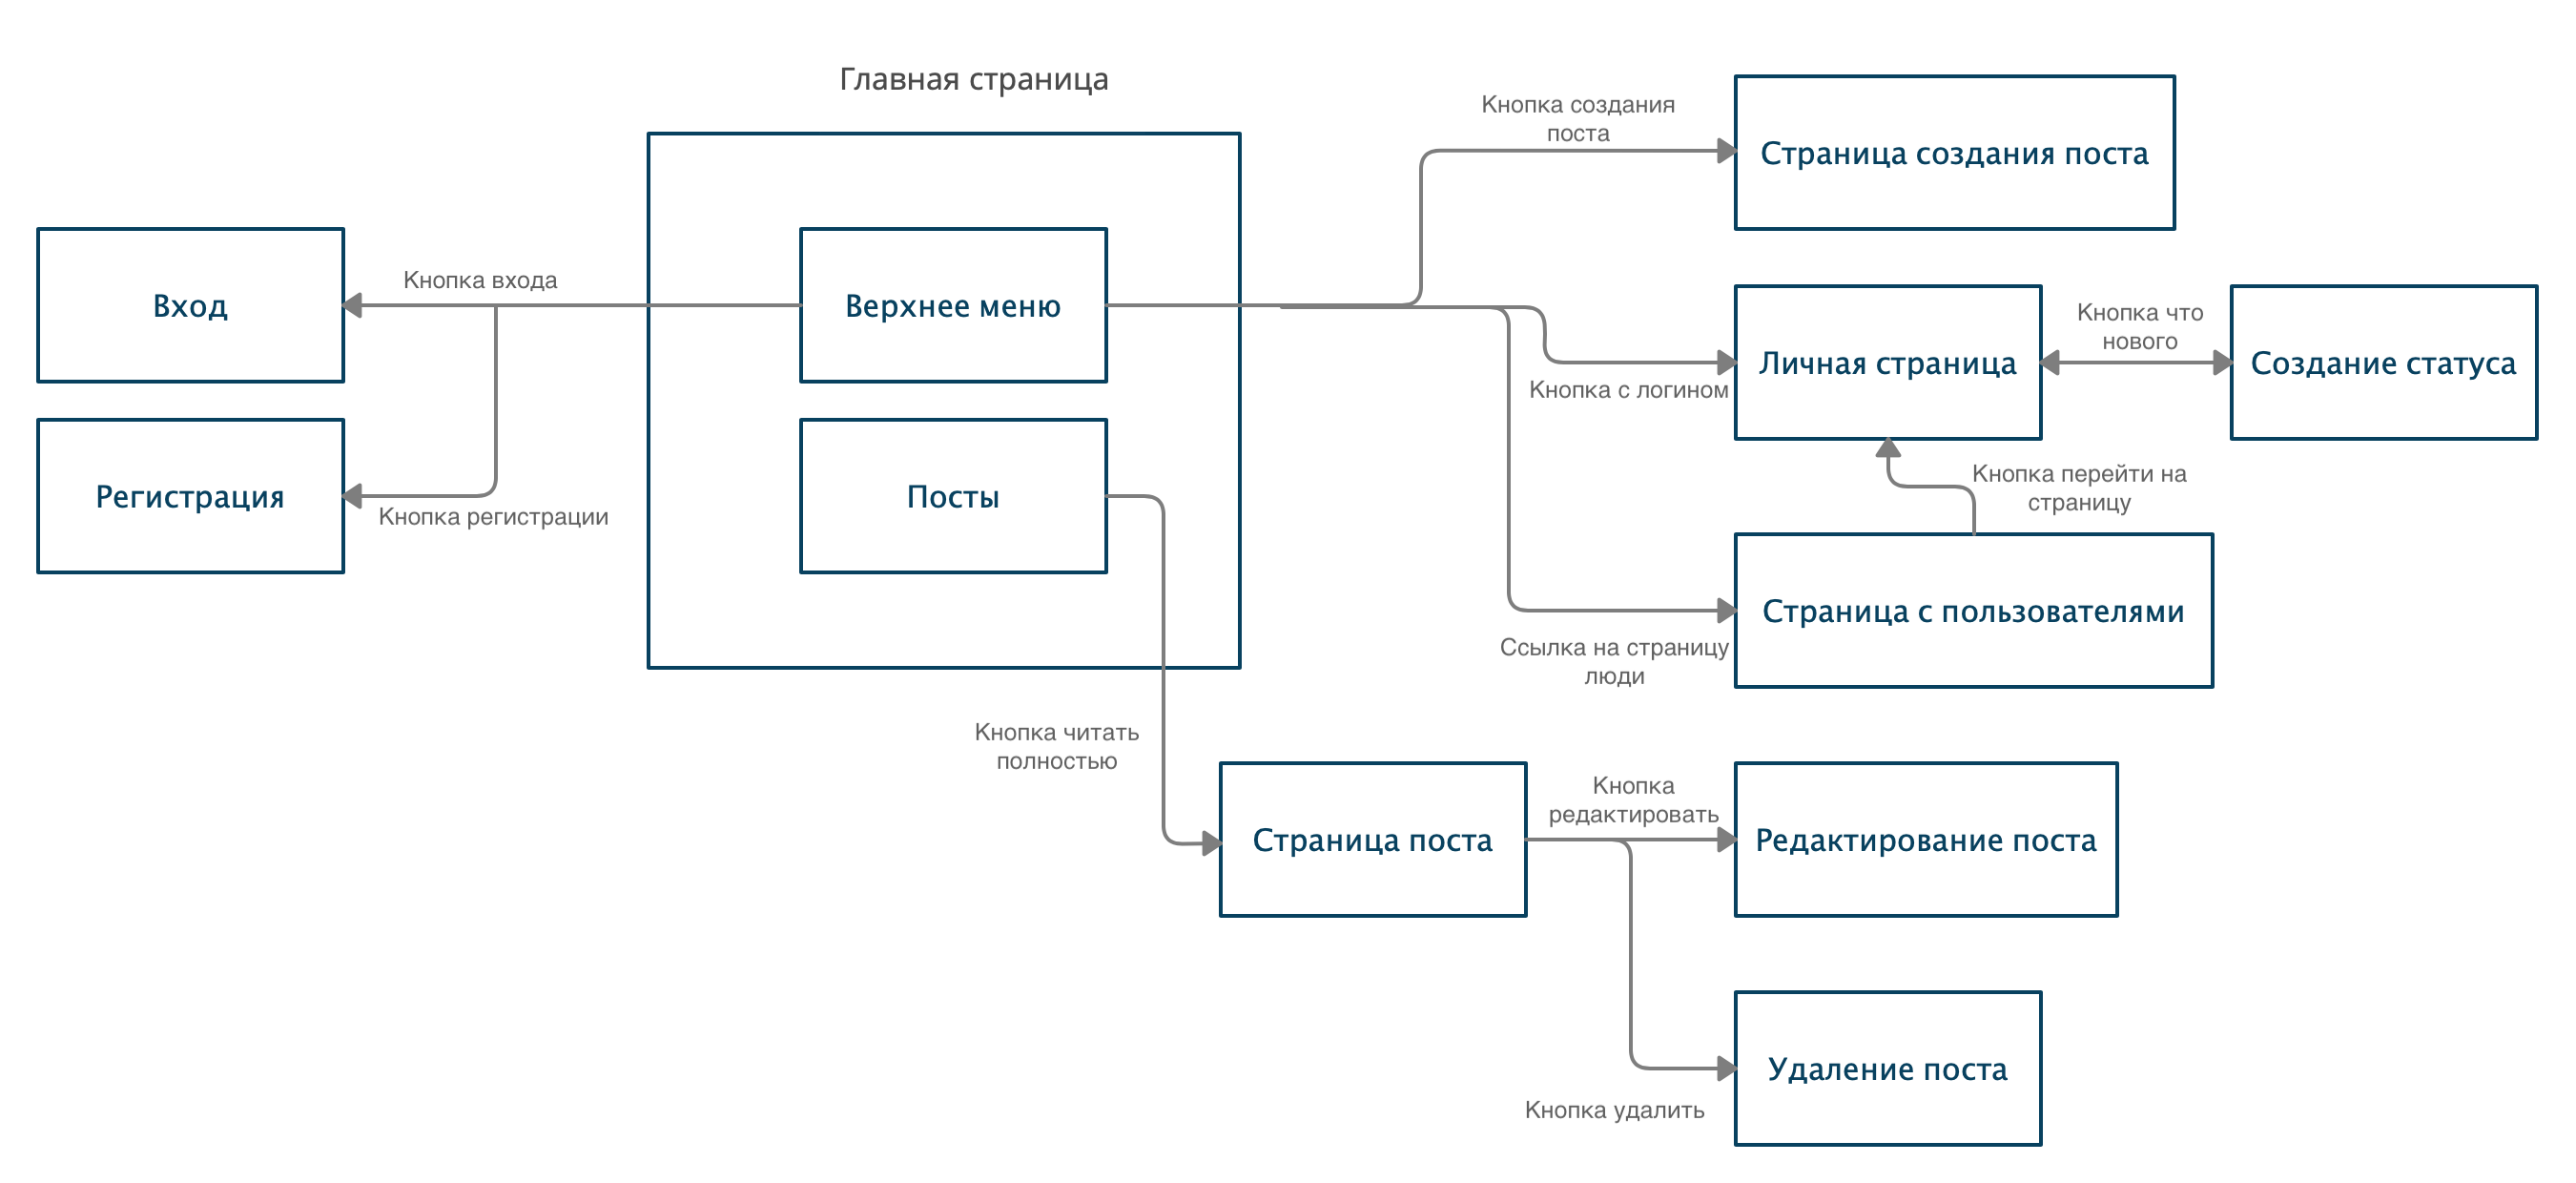 Главная страница
Кнопка создания
поста
Страница создания поста
Вход
Кнопка входа
Верхнее меню
Кнопка с логином
Личная страница
Кнопка что
нового
Создание статуса
Регистрация
Кнопка регистрации
Посты
Кнопка перейти на
страницу
Страница с пользователями
Ссылка на страницу
люди
Кнопка читать
полностью
Страница поста
Кнопка
редактировать
Редактирование поста
Удаление поста
Кнопка удалить